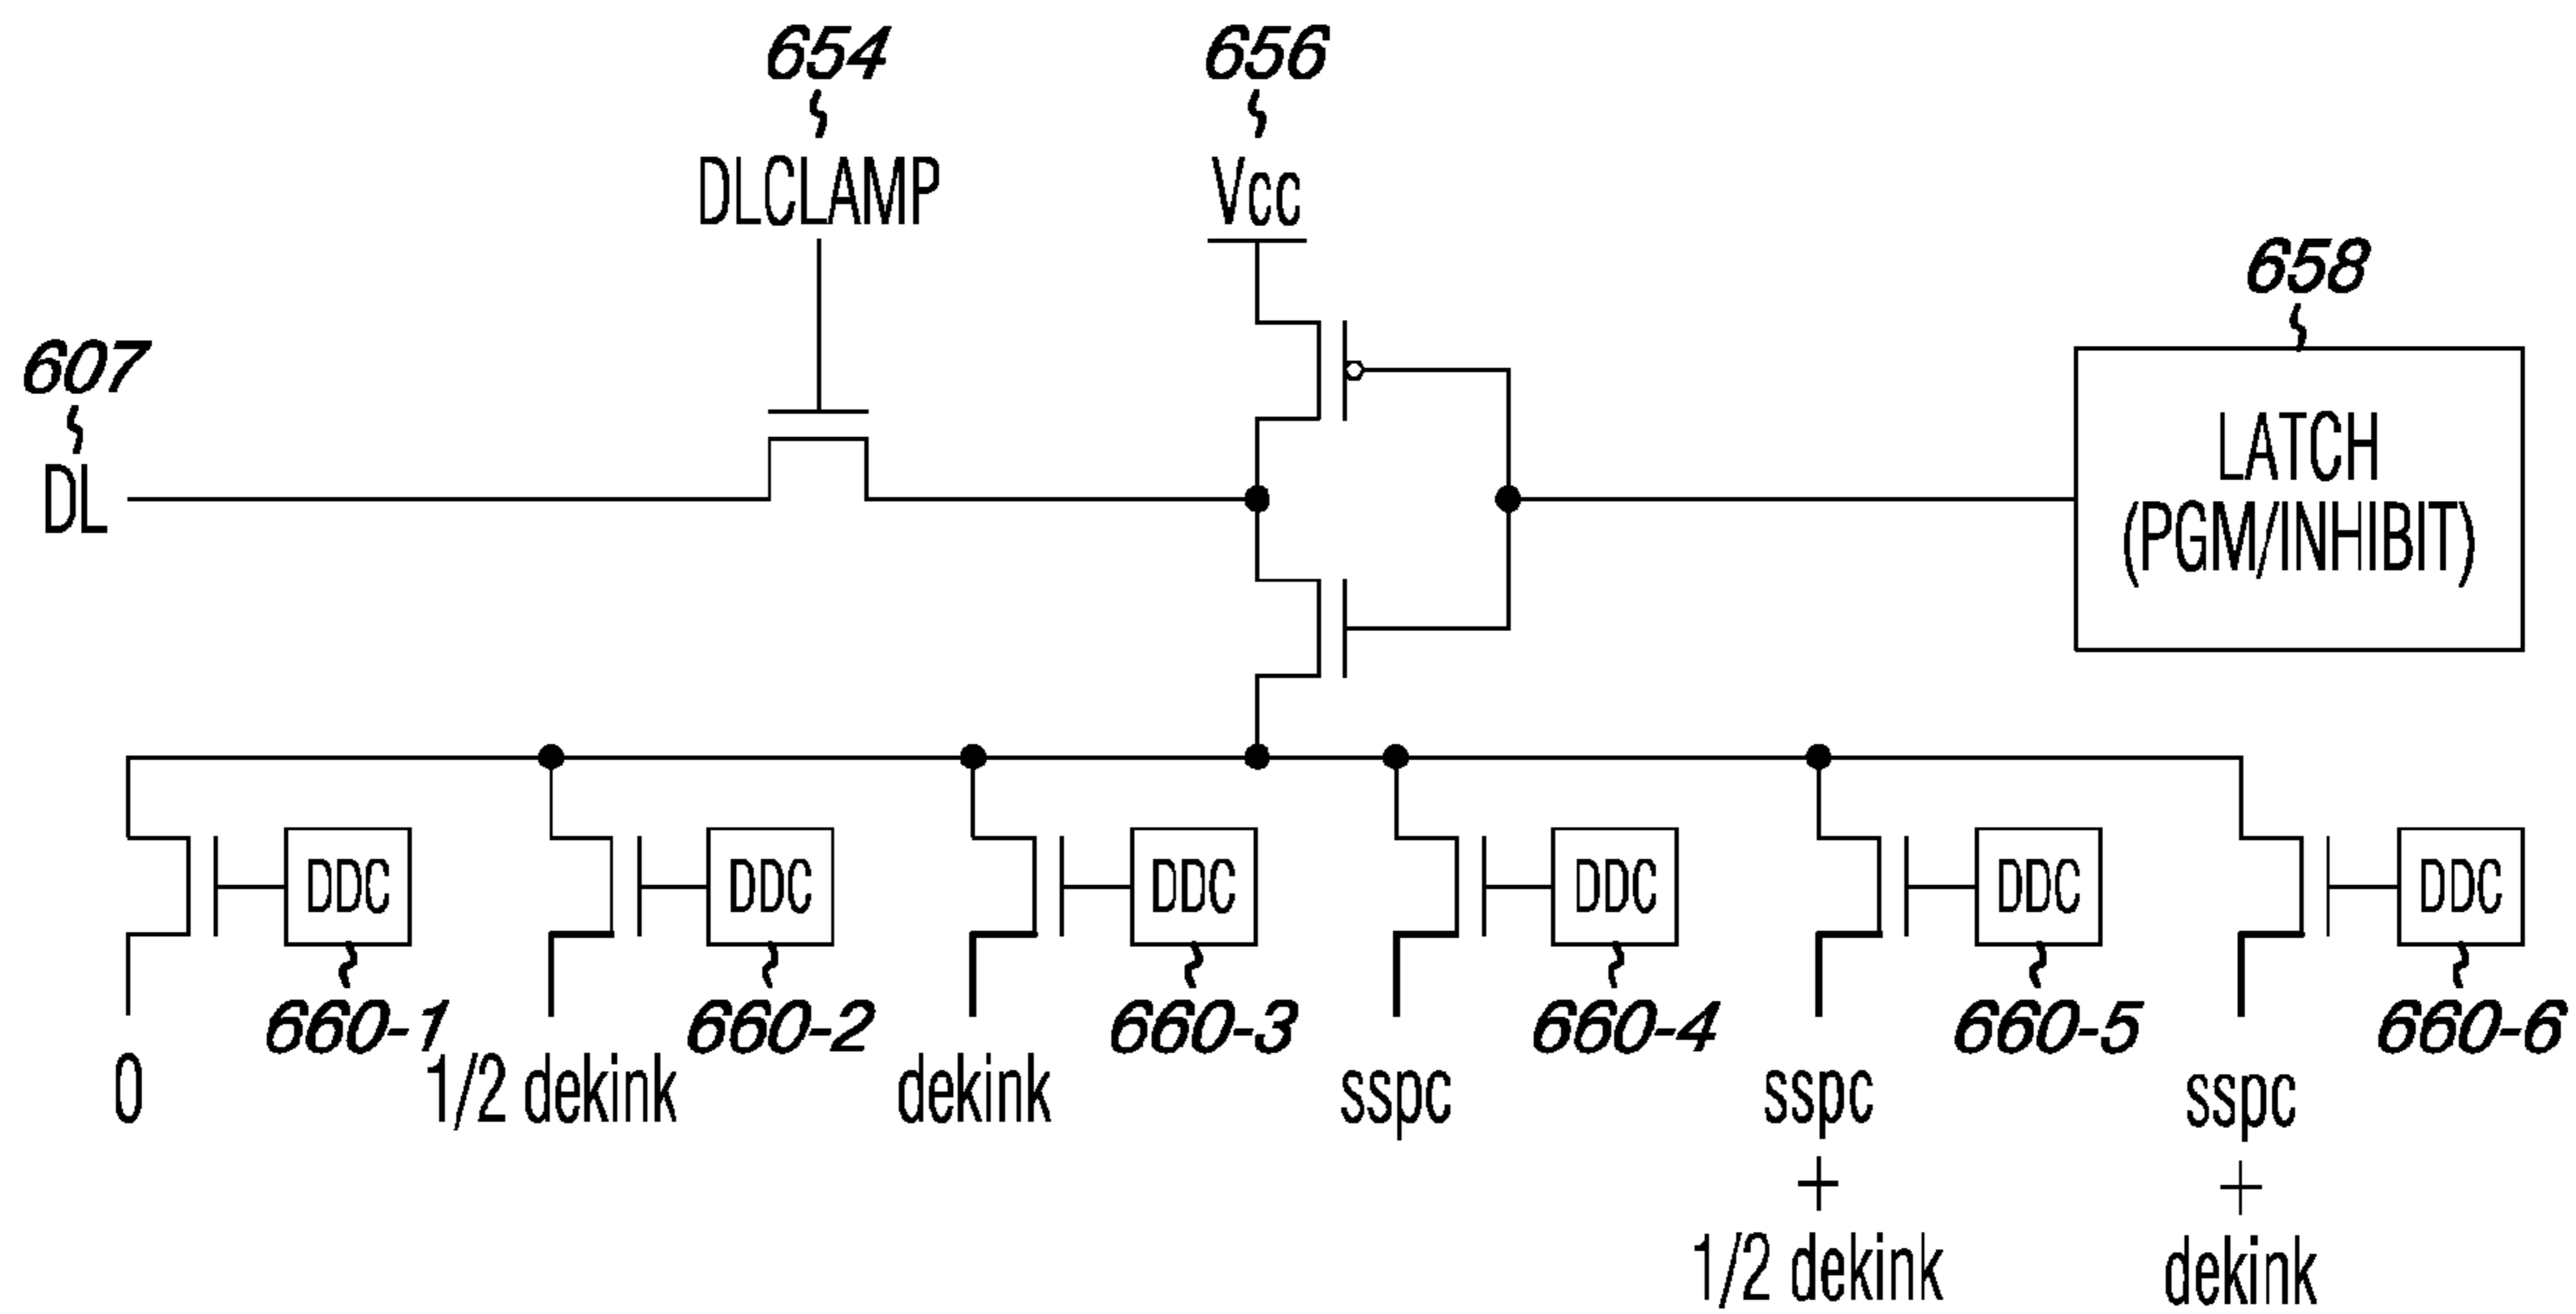 654
656
DLCLAMP
Vcc
658
607
DL
LATCH
(PGM/INHIBIT)
DDC
DDC
DDC
DDC
DDC
DDC
660-1
660-2
660-3
660-4
660-5
660-6
0
1/2 dekink
dekink
sspc
sspc
+
1/2 dekink
sspc
+
dekink